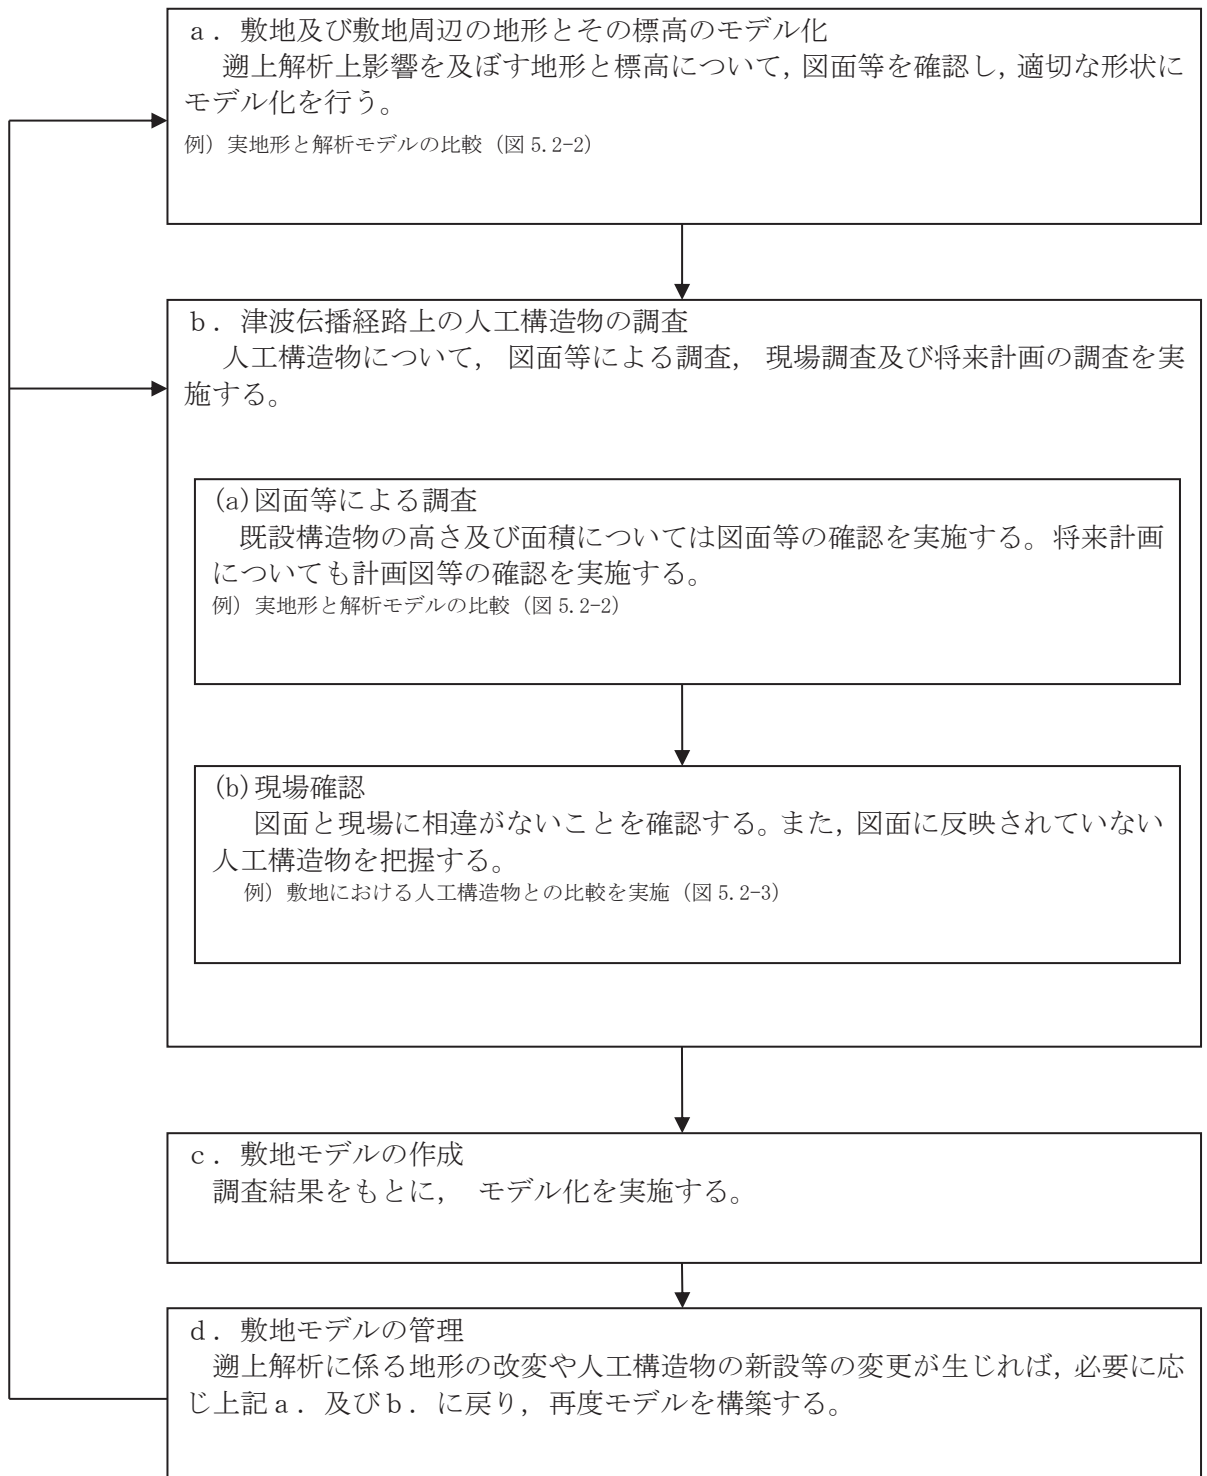 a．敷地及び敷地周辺の地形とその標高のモデル化
遡上解析上影響を及ぼす地形と標高について，図面等を確認し，適切な形状に
モデル化を行う。
例）実地形と解析モデルの比較（図 5.2-2）
b．津波伝播経路上の人工構造物の調査
人工構造物について， 図面等による調査， 現場調査及び将来計画の調査を実
施する。
(a)図面等による調査
既設構造物の高さ及び面積については図面等の確認を実施する。将来計画
についても計画図等の確認を実施する。
例）実地形と解析モデルの比較（図 5.2-2）
(b)現場確認
図面と現場に相違がないことを確認する。また，図面に反映されていない
人工構造物を把握する。
例）敷地における人工構造物との比較を実施（図 5.2-3）
c．敷地モデルの作成
調査結果をもとに， モデル化を実施する。
d．敷地モデルの管理
遡上解析に係る地形の改変や人工構造物の新設等の変更が生じれば，必要に応
じ上記a．及びb．に戻り，再度モデルを構築する。